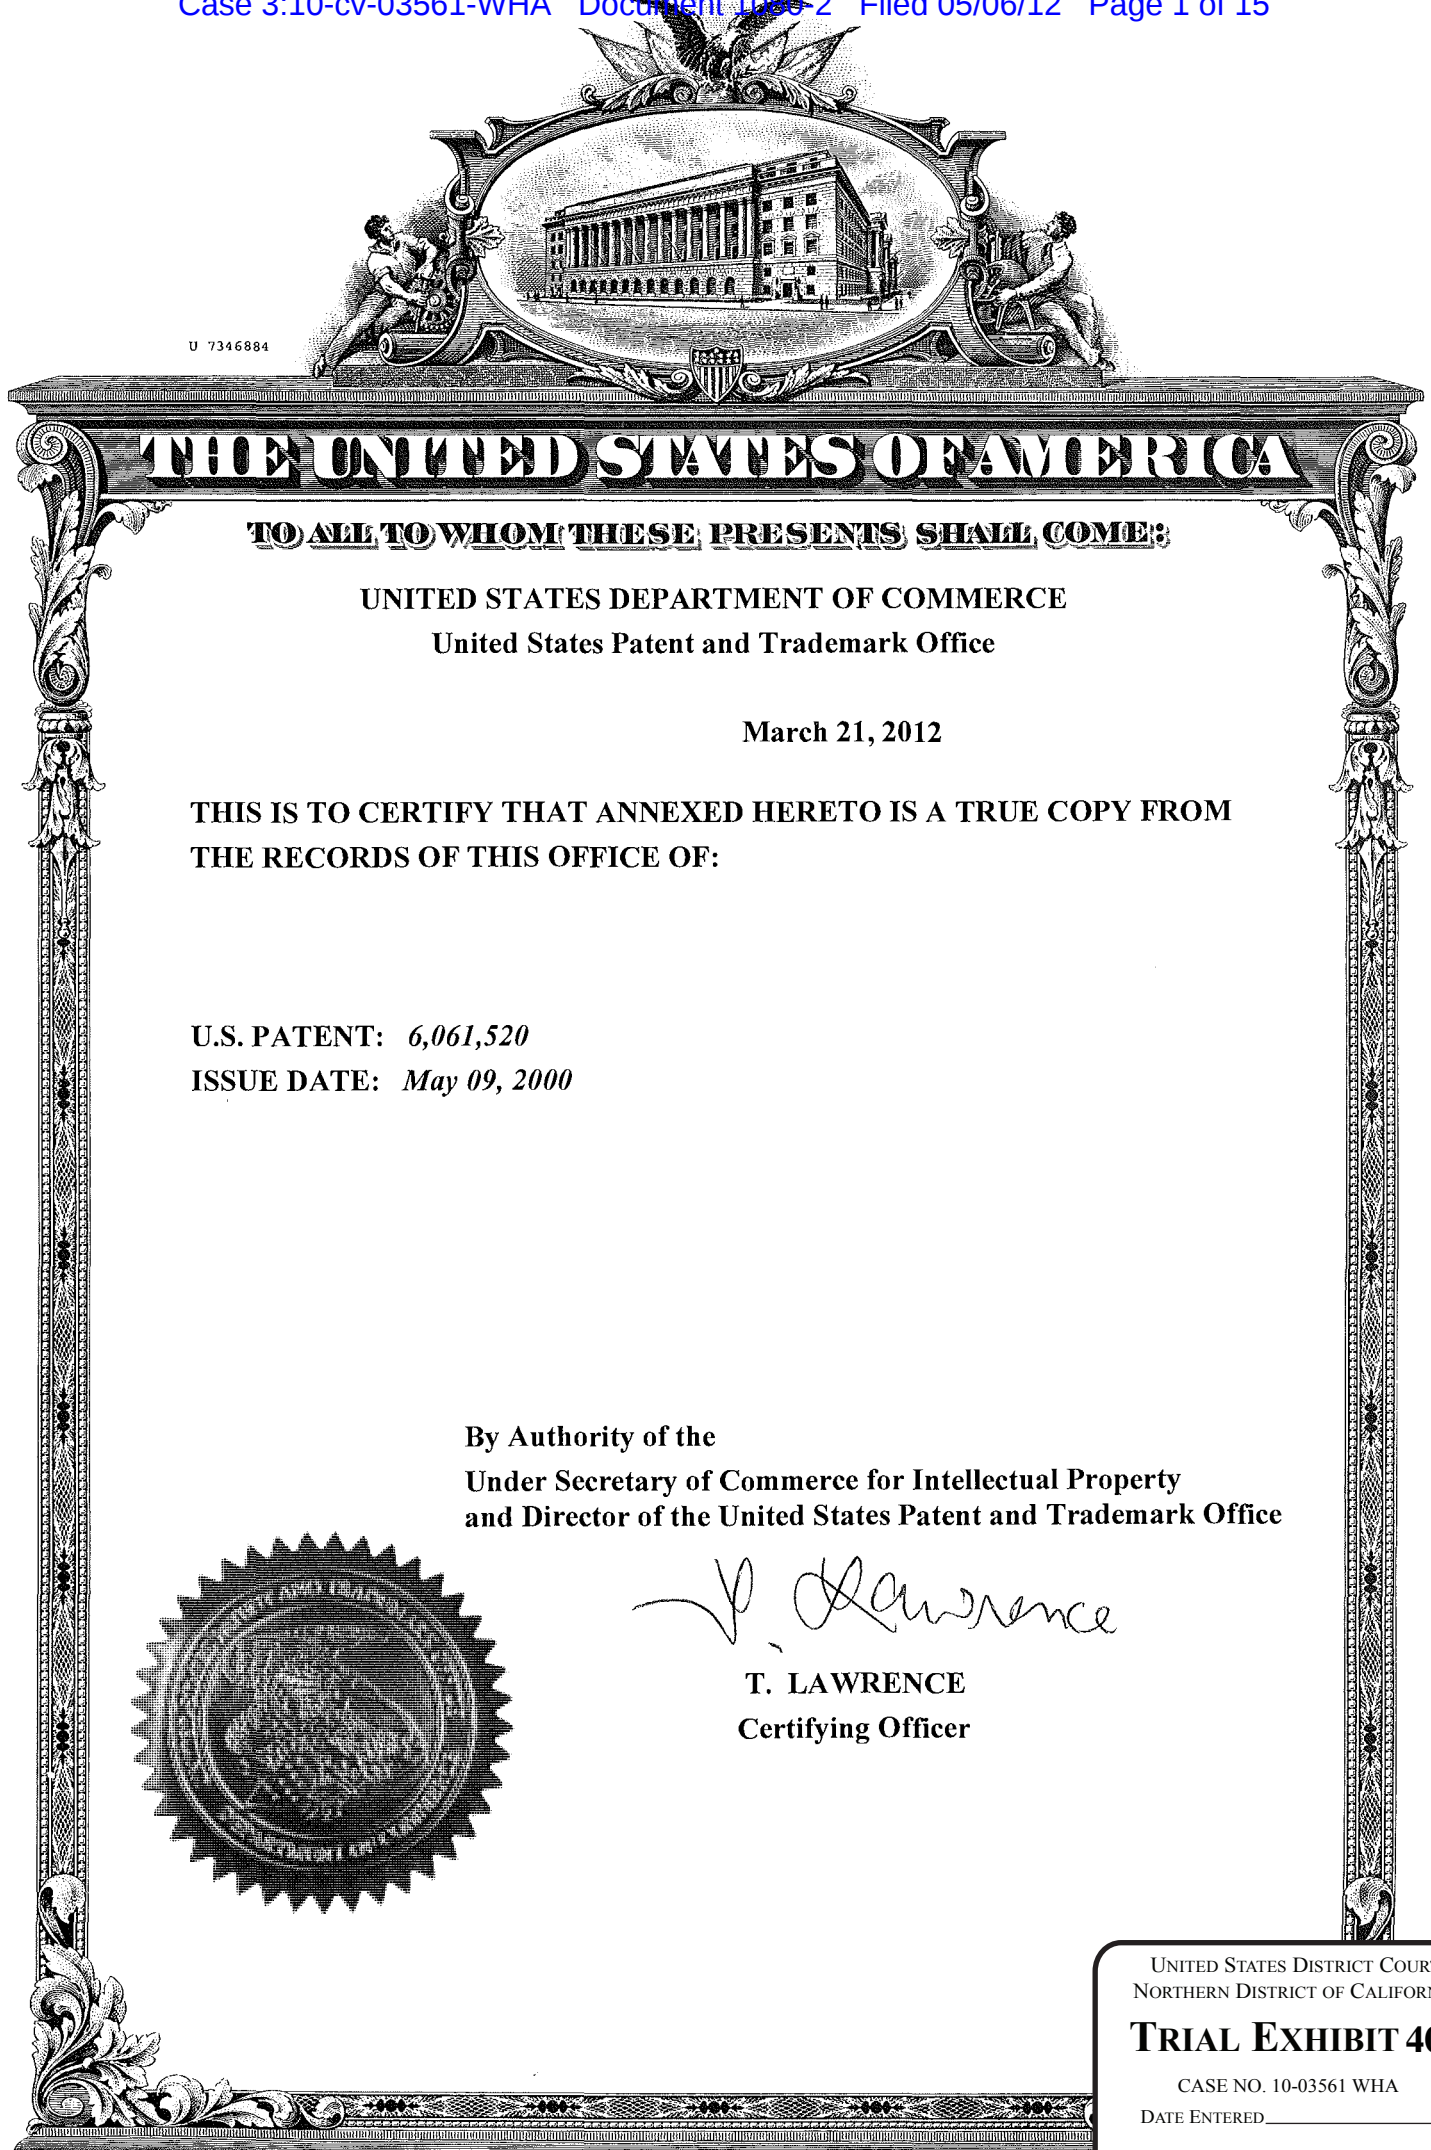 Case 3:10-cv-03561-WHA Document 1080-2 Filed 05/06/12 Page 1 of 15
U 7346884
THE UNITED STATES OF AMERICA
TO ALL TO WHOM THESE PRESENTS SHALL COME:
UNITED STATES DEPARTMENT OF COMMERCE
United States Patent and Trademark Office
March 21, 2012
THIS IS TO CERTIFY THAT ANNEXED HERETO IS A TRUE COPY FROM
THE RECORDS OF THIS OFFICE OF:
U.S. PATENT: 6,061,520
ISSUE DATE: May 09, 2000
By Authority of the
Under Secretary of Commerce for Intellectual Property
and Director of the United States Patent and Trademark Office
T. Lawrence
T. LAWRENCE
Certifying Officer
UNITED STATES DISTRICT COUR
NORTHERN DISTRICT OF CALIFOR
TRIAL EXHIBIT 4
CASE NO. 10-03561 WHA
DATE ENTERED